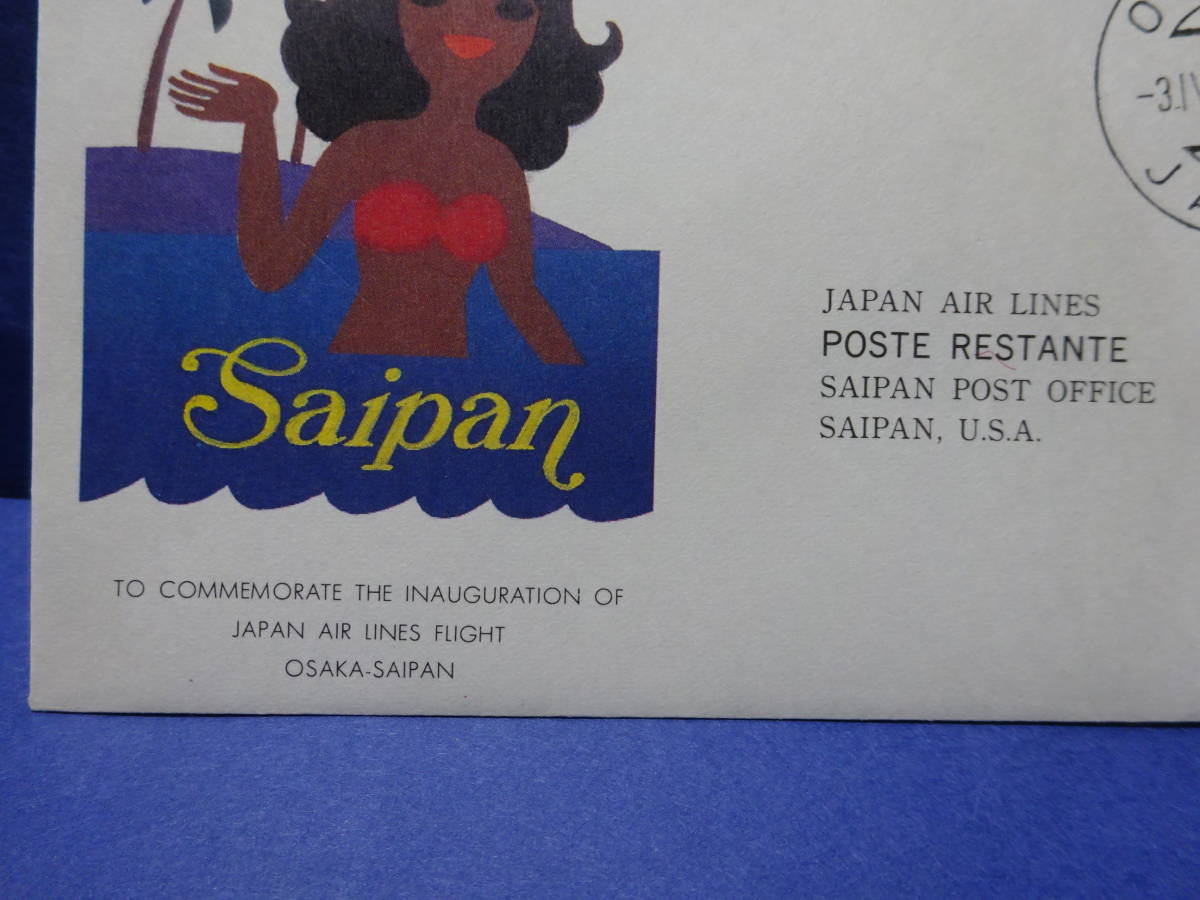 Saipan
TO COMMEMORATE THE INAUGURATION OF
JAPAN AIR LINES FLIGHT
OSAKA-SAIPAN
JAPAN AIR LINES
POSTE RESTANTE
SAIPAN POST OFFICE
SAIPAN, U.S.A.